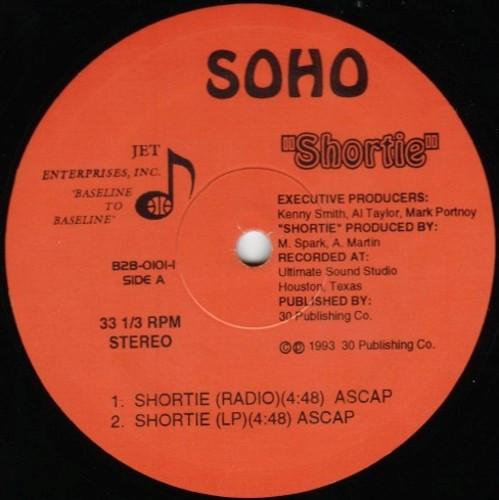 SOHO
"Shortie"
JET
ENTERPRISES, INC.
"BASELINE
TO
BASELINE"
B2B-0101-1
SIDE A
33 1/3 RPM
STEREO
EXECUTIVE PRODUCERS:
Kenny Smith, Al Taylor, Mark Portnoy
"SHORTIE" PRODUCED BY:
M. Spark, A. Martin
RECORDED AT:
Ultimate Sound Studio
Houston, Texas
PUBLISHED BY:
30 Publishing Co.
©℗ 1993 30 Publishing Co.
1. SHORTIE (RADIO)(4:48) ASCAP
2. SHORTIE (LP)(4:48) ASCAP